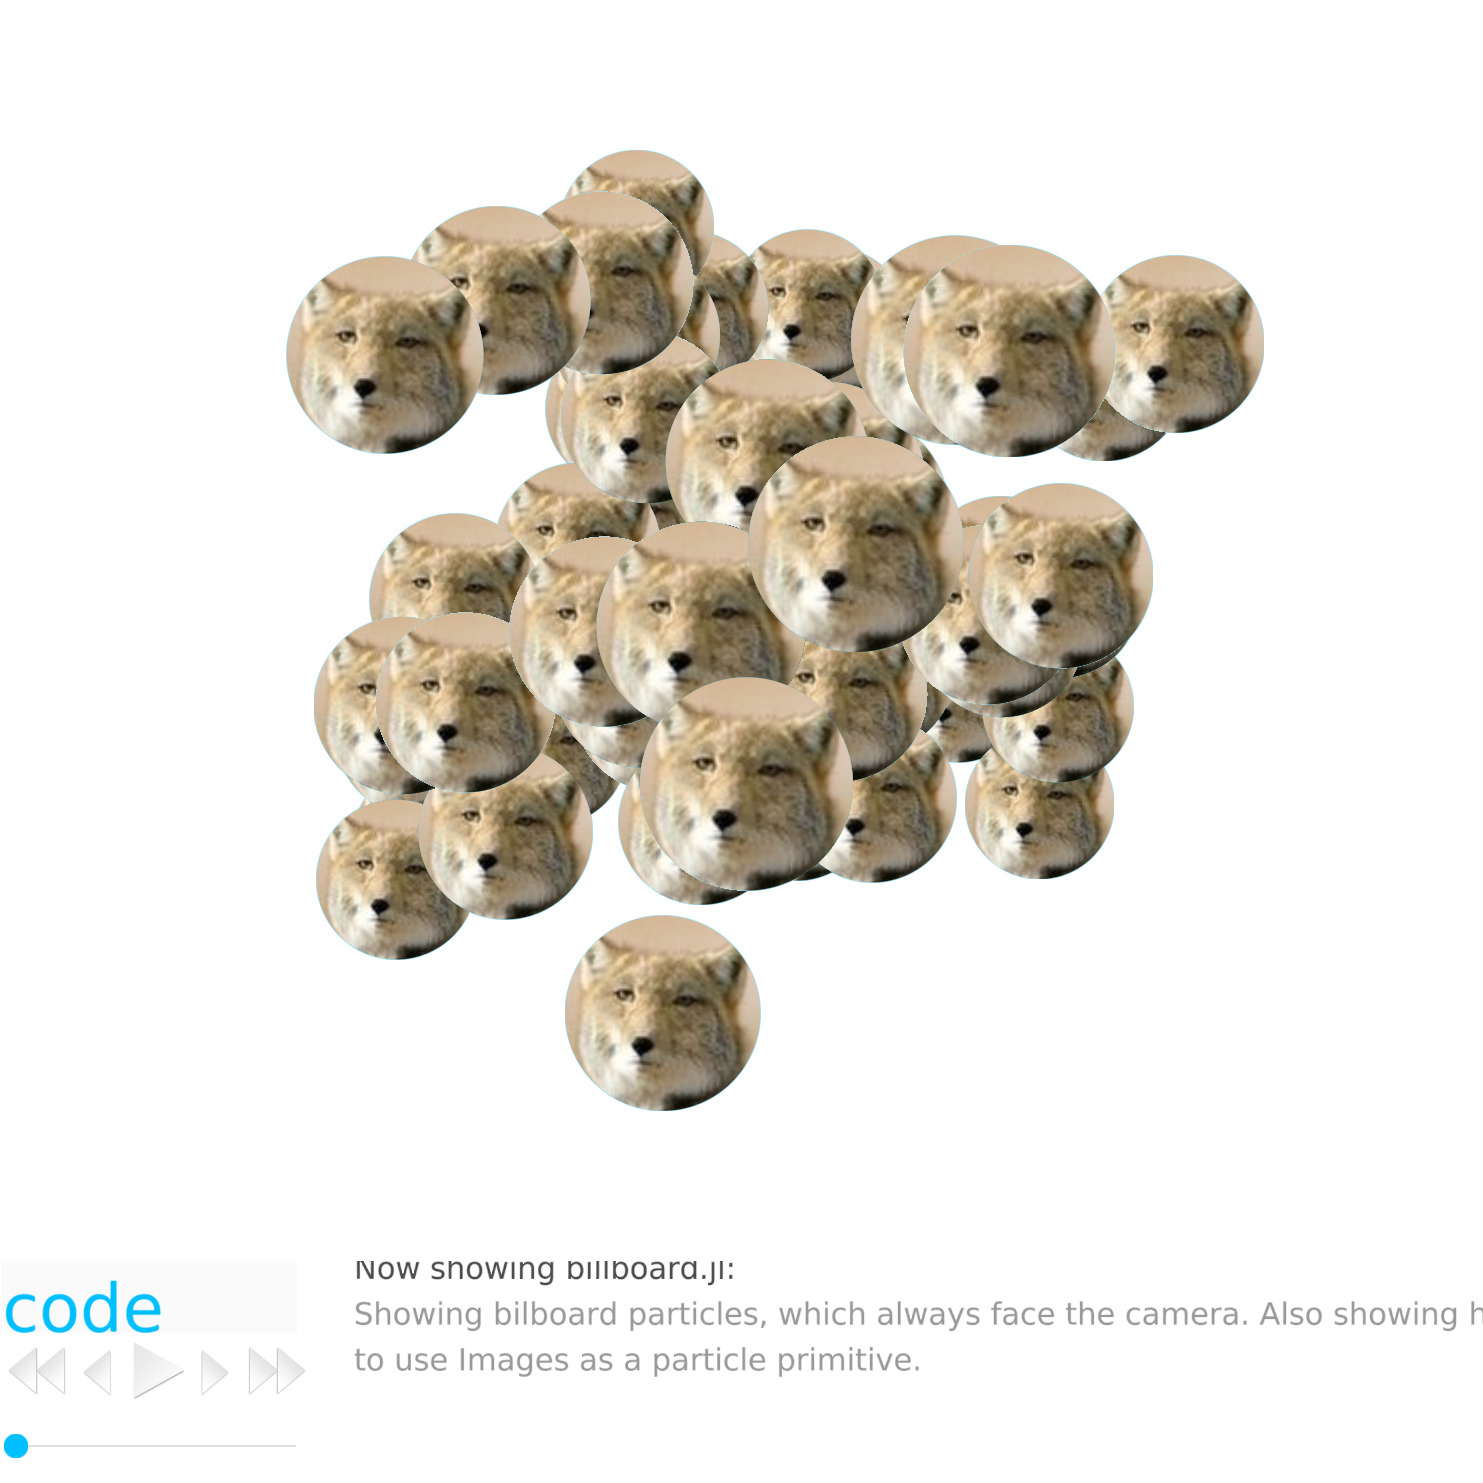 Now showing billboard.jl:
code
Showing bilboard particles, which always face the camera. Also showing
to use Images as a particle primitive.